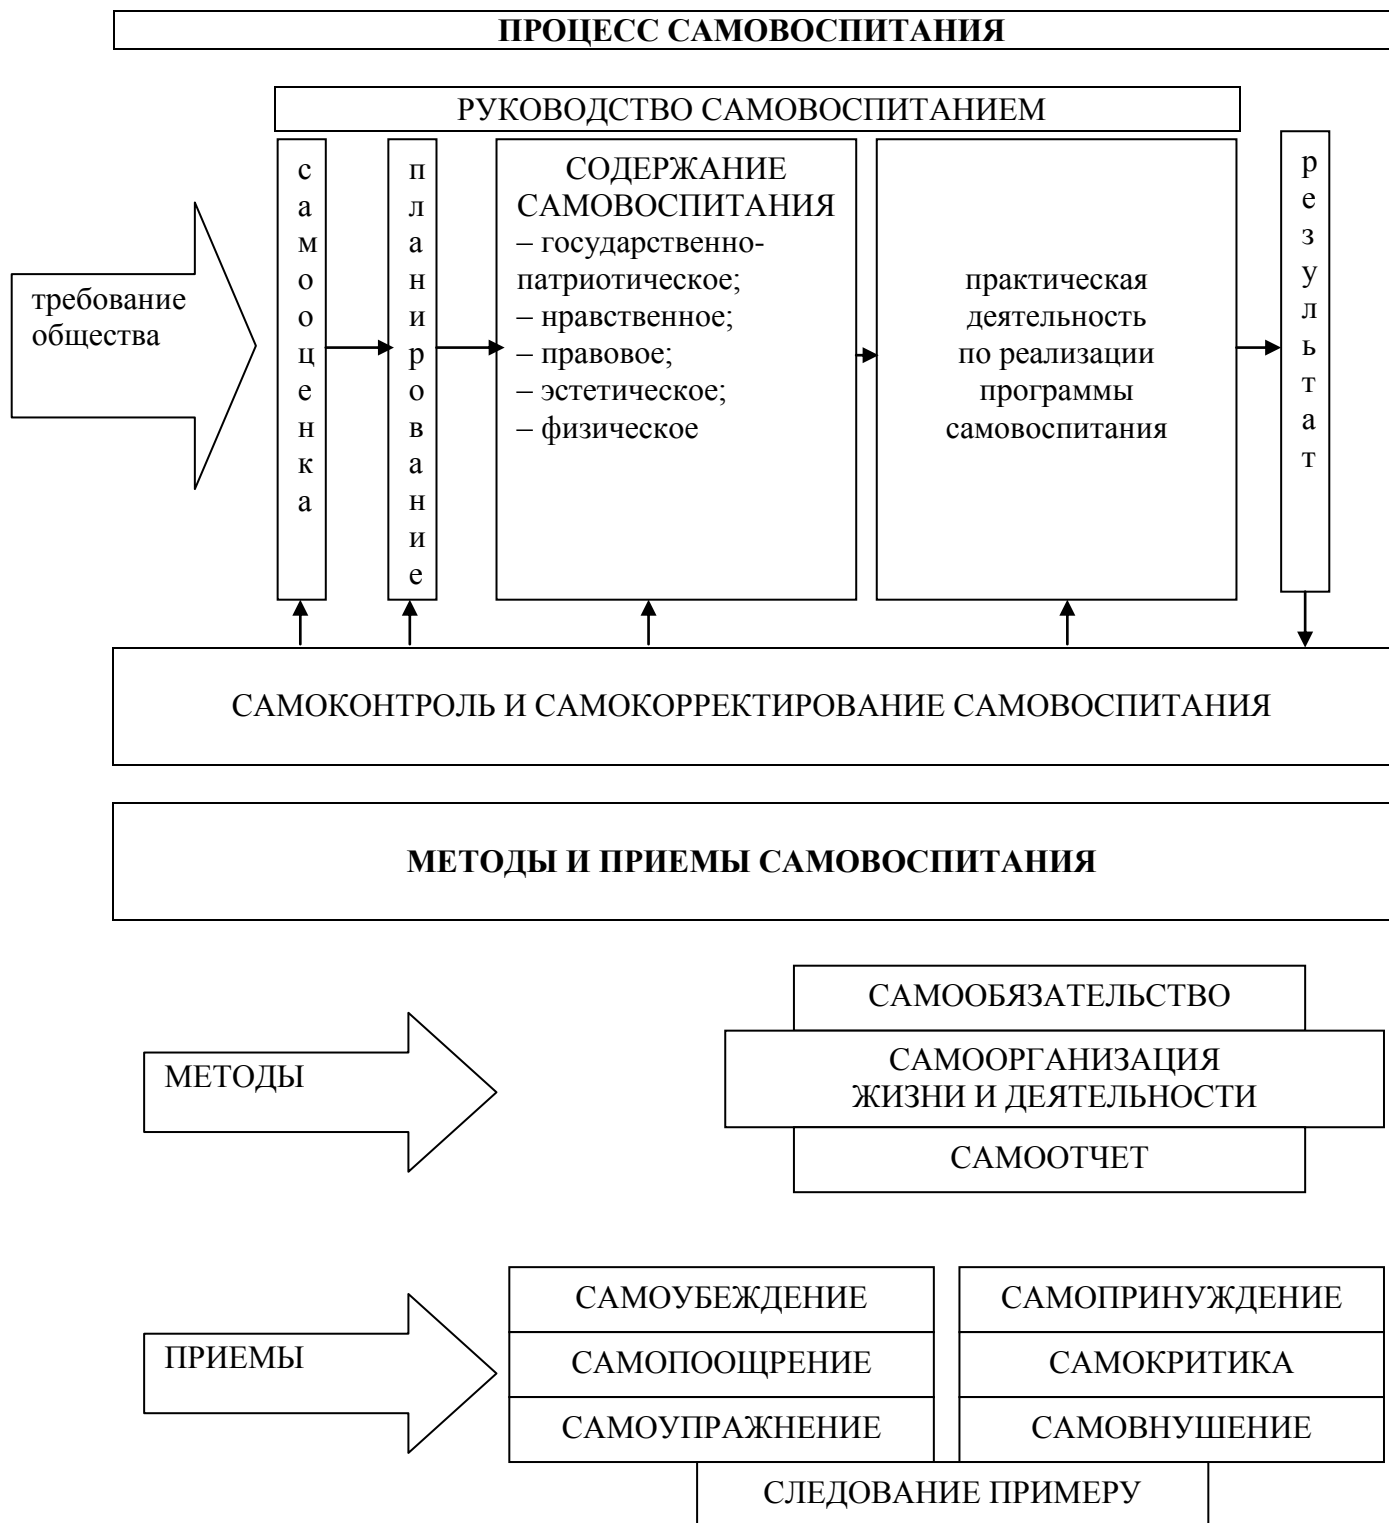 ПРОЦЕСС САМОВОСПИТАНИЯ
РУКОВОДСТВО САМОВОСПИТАНИЕМ
требование
общества
самооценка
планирование
СОДЕРЖАНИЕ
САМОВОСПИТАНИЯ
– государственно-
патриотическое;
– нравственное;
– правовое;
– эстетическое;
– физическое
практическая
деятельность
по реализации
программы
самовоспитания
результат
САМОКОНТРОЛЬ И САМОКОРРЕКТИРОВАНИЕ САМОВОСПИТАНИЯ
МЕТОДЫ И ПРИЕМЫ САМОВОСПИТАНИЯ
МЕТОДЫ
САМООБЯЗАТЕЛЬСТВО
САМООРГАНИЗАЦИЯ
ЖИЗНИ И ДЕЯТЕЛЬНОСТИ
САМООТЧЕТ
ПРИЕМЫ
САМОУБЕЖДЕНИЕ
САМОПРИНУЖДЕНИЕ
САМОПООЩРЕНИЕ
САМОКРИТИКА
САМОУПРАЖНЕНИЕ
САМОВНУШЕНИЕ
СЛЕДОВАНИЕ ПРИМЕРУ